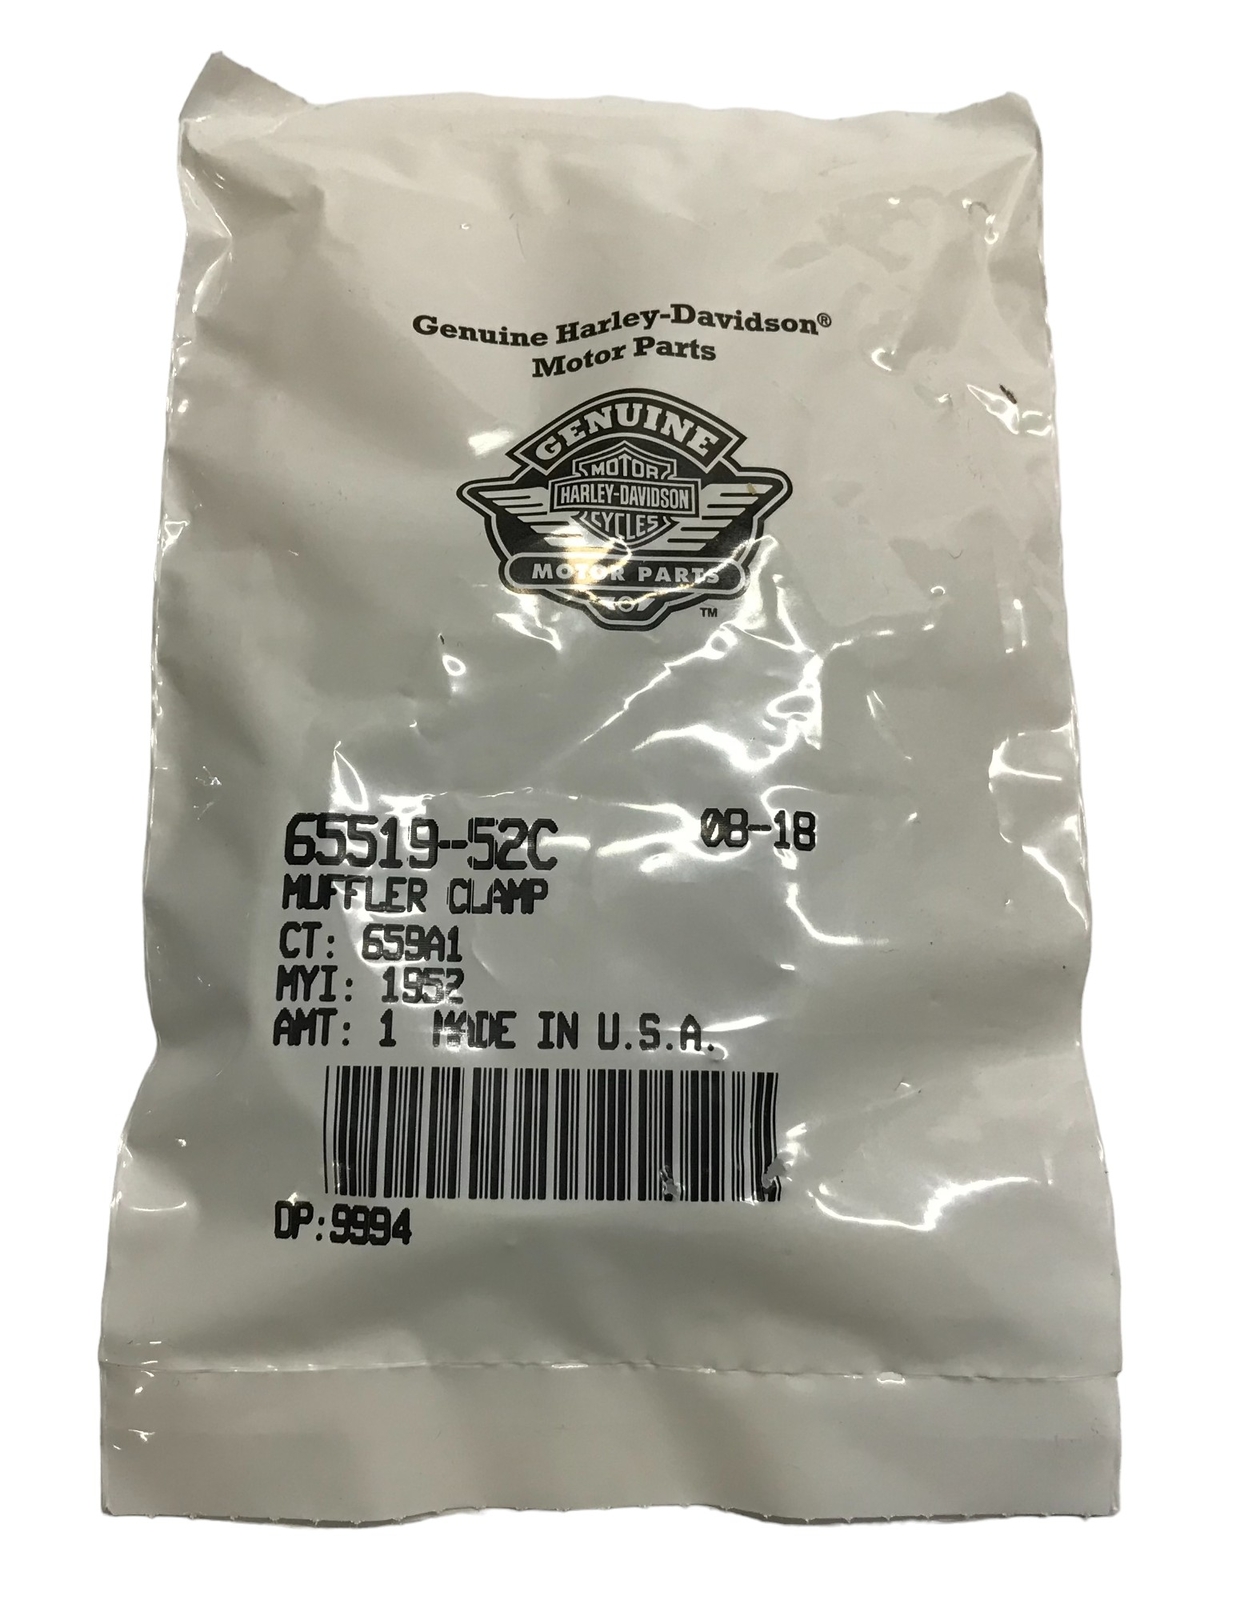 Genuine Harley-Davidson®
Motor Parts
GENUINE
MOTOR
HARLEY-DAVIDSON
CYCLES
MOTOR PARTS
TM
65519-52C 08-18
MUFFLER CLAMP
CT: 659A1
MYI: 1952
AMT: 1 MADE IN U.S.A.
DP:9994